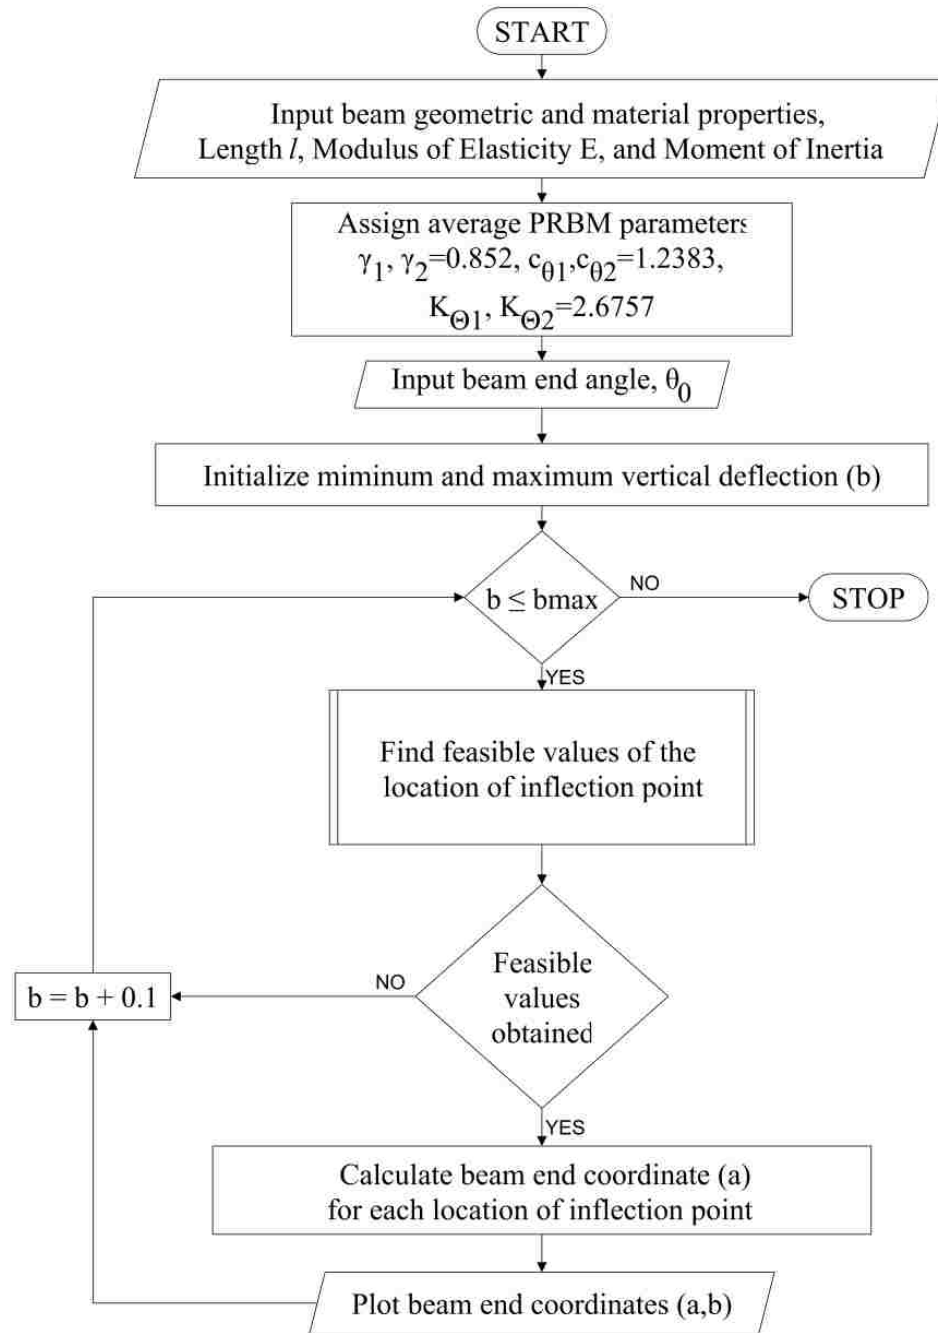 START
Input beam geometric and material properties,
Length l, Modulus of Elasticity E, and Moment of Inertia
Assign average PRBM parameters
γ1, γ2=0.852, cθ1,cθ2=1.2383,
KΘ1, KΘ2=2.6757
Input beam end angle, θ0
Initialize miminum and maximum vertical deflection (b)
b ≤ bmax
NO
STOP
YES
Find feasible values of the
location of inflection point
Feasible
values
obtained
NO
b = b + 0.1
YES
Calculate beam end coordinate (a)
for each location of inflection point
Plot beam end coordinates (a,b)